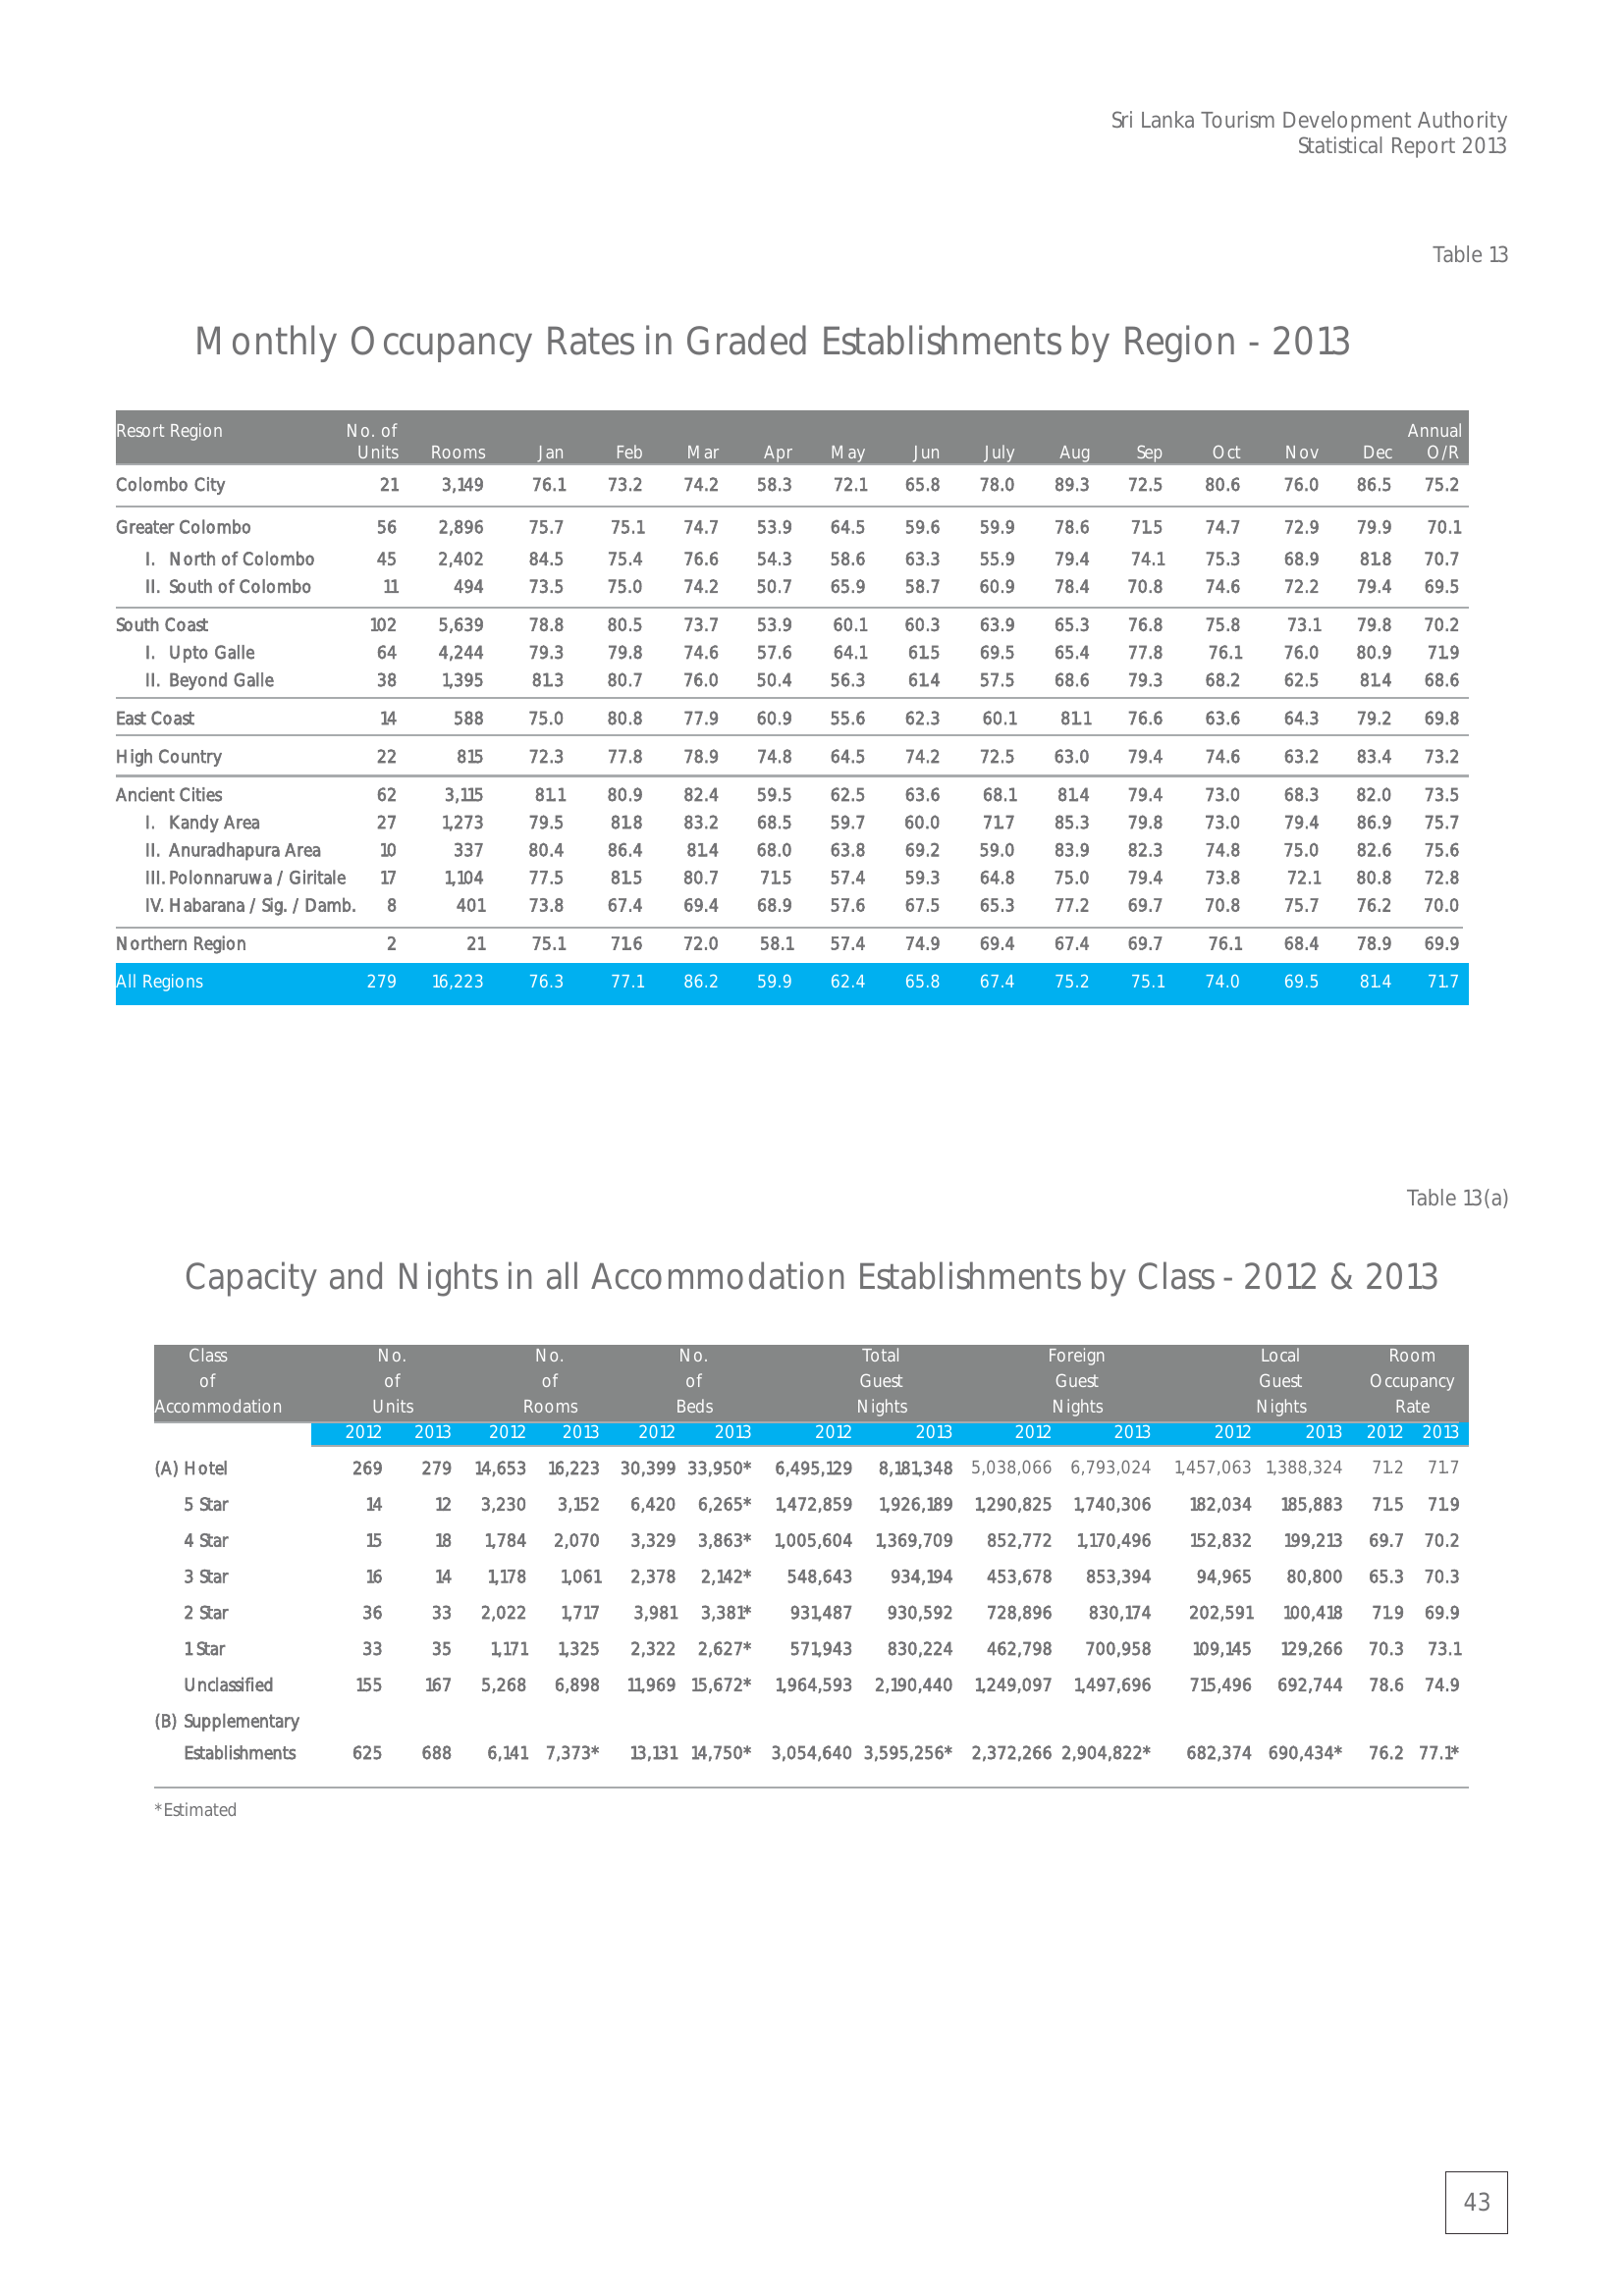 Sri Lanka Tourism Development Authority
Statistical Report 2013
Table 13
Monthly Occupancy Rates in Graded Establishments by Region - 2013
Resort Region No. of Annual
Units Rooms Jan Feb Mar Apr May Jun July Aug Sep Oct Nov Dec O/R
Colombo City 21 3,149 76.1 73.2 74.2 58.3 72.1 65.8 78.0 89.3 72.5 80.6 76.0 86.5 75.2
Greater Colombo 56 2,896 75.7 75.1 74.7 53.9 64.5 59.6 59.9 78.6 71.5 74.7 72.9 79.9 70.1
I. North of Colombo 45 2,402 84.5 75.4 76.6 54.3 58.6 63.3 55.9 79.4 74.1 75.3 68.9 81.8 70.7
II. South of Colombo 11 494 73.5 75.0 74.2 50.7 65.9 58.7 60.9 78.4 70.8 74.6 72.2 79.4 69.5
South Coast 102 5,639 78.8 80.5 73.7 53.9 60.1 60.3 63.9 65.3 76.8 75.8 73.1 79.8 70.2
I. Upto Galle 64 4,244 79.3 79.8 74.6 57.6 64.1 61.5 69.5 65.4 77.8 76.1 76.0 80.9 71.9
II. Beyond Galle 38 1,395 81.3 80.7 76.0 50.4 56.3 61.4 57.5 68.6 79.3 68.2 62.5 81.4 68.6
East Coast 14 588 75.0 80.8 77.9 60.9 55.6 62.3 60.1 81.1 76.6 63.6 64.3 79.2 69.8
High Country 22 815 72.3 77.8 78.9 74.8 64.5 74.2 72.5 63.0 79.4 74.6 63.2 83.4 73.2
Ancient Cities 62 3,115 81.1 80.9 82.4 59.5 62.5 63.6 68.1 81.4 79.4 73.0 68.3 82.0 73.5
I. Kandy Area 27 1,273 79.5 81.8 83.2 68.5 59.7 60.0 71.7 85.3 79.8 73.0 79.4 86.9 75.7
II. Anuradhapura Area 10 337 80.4 86.4 81.4 68.0 63.8 69.2 59.0 83.9 82.3 74.8 75.0 82.6 75.6
III. Polonnaruwa / Giritale 17 1,104 77.5 81.5 80.7 71.5 57.4 59.3 64.8 75.0 79.4 73.8 72.1 80.8 72.8
IV. Habarana / Sig. / Damb. 8 401 73.8 67.4 69.4 68.9 57.6 67.5 65.3 77.2 69.7 70.8 75.7 76.2 70.0
Northern Region 2 21 75.1 71.6 72.0 58.1 57.4 74.9 69.4 67.4 69.7 76.1 68.4 78.9 69.9
All Regions 279 16,223 76.3 77.1 86.2 59.9 62.4 65.8 67.4 75.2 75.1 74.0 69.5 81.4 71.7
Table 13(a)
Capacity and Nights in all Accommodation Establishments by Class - 2012 & 2013
Class No. No. No. Total Foreign Local Room
of of of of Guest Guest Guest Occupancy
Accommodation Units Rooms Beds Nights Nights Nights Rate
2012 2013 2012 2013 2012 2013 2012 2013 2012 2013 2012 2013 2012 2013
(A) Hotel 269 279 14,653 16,223 30,399 33,950* 6,495,129 8,181,348 5,038,066 6,793,024 1,457,063 1,388,324 71.2 71.7
5 Star 14 12 3,230 3,152 6,420 6,265* 1,472,859 1,926,189 1,290,825 1,740,306 182,034 185,883 71.5 71.9
4 Star 15 18 1,784 2,070 3,329 3,863* 1,005,604 1,369,709 852,772 1,170,496 152,832 199,213 69.7 70.2
3 Star 16 14 1,178 1,061 2,378 2,142* 548,643 934,194 453,678 853,394 94,965 80,800 65.3 70.3
2 Star 36 33 2,022 1,717 3,981 3,381* 931,487 930,592 728,896 830,174 202,591 100,418 71.9 69.9
1 Star 33 35 1,171 1,325 2,322 2,627* 571,943 830,224 462,798 700,958 109,145 129,266 70.3 73.1
Unclassified 155 167 5,268 6,898 11,969 15,672* 1,964,593 2,190,440 1,249,097 1,497,696 715,496 692,744 78.6 74.9
(B) Supplementary
Establishments 625 688 6,141 7,373* 13,131 14,750* 3,054,640 3,595,256* 2,372,266 2,904,822* 682,374 690,434* 76.2 77.1*
*Estimated
43